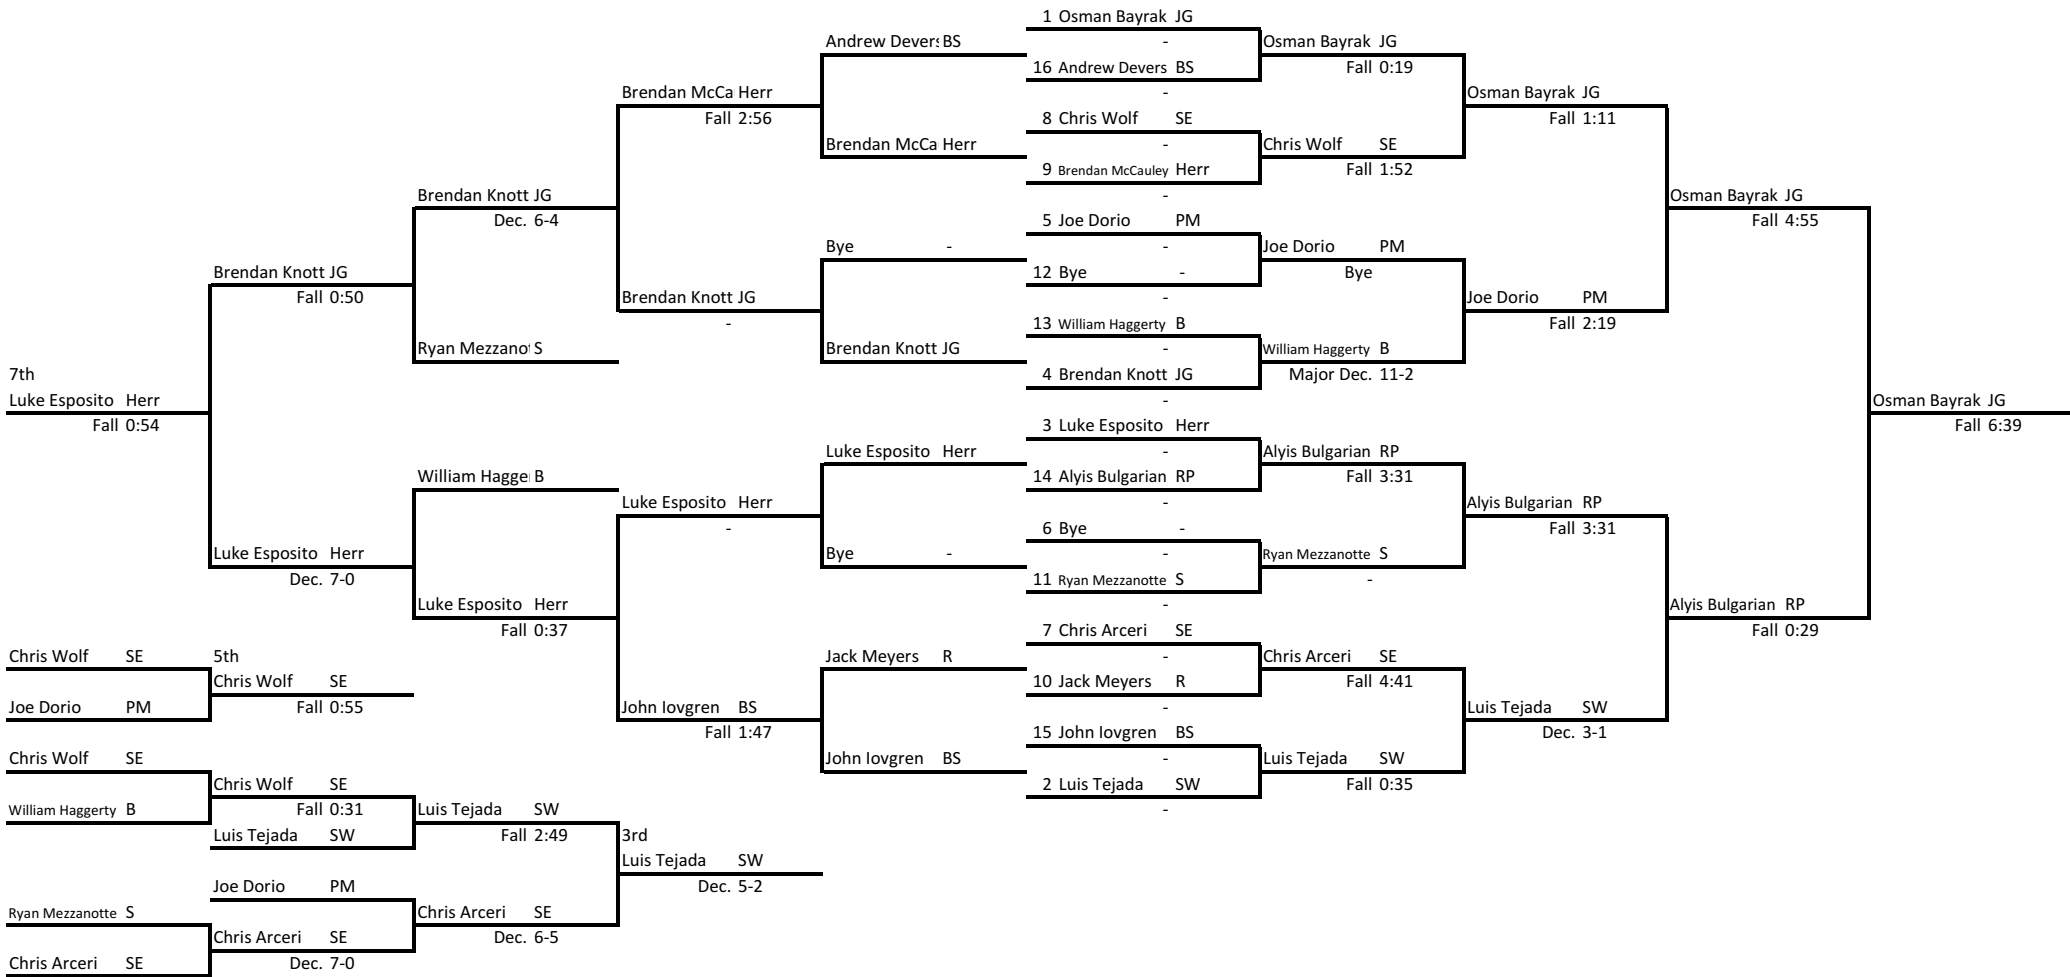 1 Osman Bayrak JG
Andrew Devers BS - Osman Bayrak JG
16 Andrew Devers BS Fall 0:19
Brendan McCa Herr - Osman Bayrak JG
Fall 2:56 8 Chris Wolf SE Fall 1:11
Brendan McCa Herr - Chris Wolf SE
9 Brendan McCauley Herr Fall 1:52
Brendan Knott JG - Osman Bayrak JG
Dec. 6-4 5 Joe Dorio PM Fall 4:55
Bye - - Joe Dorio PM
Brendan Knott JG 12 Bye - Bye
Fall 0:50 Brendan Knott JG - Joe Dorio PM
- 13 William Haggerty B Fall 2:19
Ryan Mezzanot S Brendan Knott JG - William Haggerty B
7th 4 Brendan Knott JG Major Dec. 11-2
Luke Esposito Herr - Osman Bayrak JG
Fall 0:54 3 Luke Esposito Herr Fall 6:39
Luke Esposito Herr - Alyis Bulgarian RP
William Hagge B 14 Alyis Bulgarian RP Fall 3:31
Luke Esposito Herr - Alyis Bulgarian RP
- 6 Bye - Fall 3:31
Luke Esposito Herr Bye - - Ryan Mezzanotte S
Dec. 7-0 11 Ryan Mezzanotte S -
Luke Esposito Herr - Alyis Bulgarian RP
Fall 0:37 7 Chris Arceri SE Fall 0:29
Chris Wolf SE 5th Jack Meyers R - Chris Arceri SE
Chris Wolf SE 10 Jack Meyers R Fall 4:41
Joe Dorio PM Fall 0:55 John Iovgren BS - Luis Tejada SW
Fall 1:47 15 John Iovgren BS Dec. 3-1
Chris Wolf SE John Iovgren BS - Luis Tejada SW
Chris Wolf SE 2 Luis Tejada SW Fall 0:35
William Haggerty B Fall 0:31 Luis Tejada SW -
Luis Tejada SW Fall 2:49 3rd
Luis Tejada SW
Joe Dorio PM Dec. 5-2
Ryan Mezzanotte S Chris Arceri SE
Chris Arceri SE Dec. 6-5
Chris Arceri SE Dec. 7-0